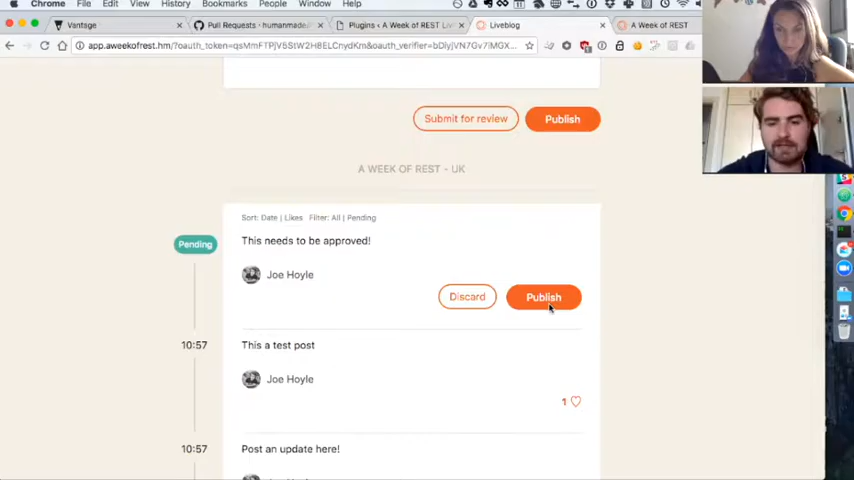 Chrome File Edit View History Bookmarks People Window Help
Vantage
Pull Requests · humanmade
Plugins ‹ A Week of REST Liv
Liveblog
A Week of REST
app.aweekofrest.hm/?oauth_token=
Submit for review
Publish
A WEEK OF REST - UK
Sort: Date | Likes Filter: All | Pending
Pending
This needs to be approved!
Joe Hoyle
Discard
Publish
10:57
This a test post
Joe Hoyle
1
10:57
Post an update here!